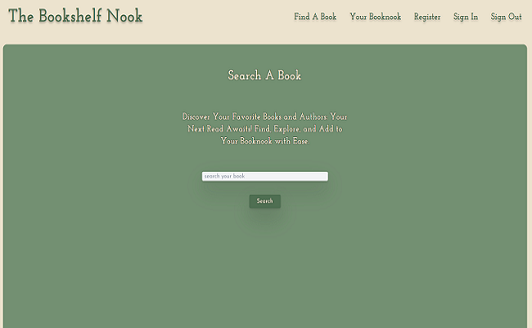 The Bookshelf Nook
Find A Book Your Booknook Register Sign In Sign Out
Search A Book
Discover Your Favorite Books and Authors: Your
Next Read Awaits! Find, Explore, and Add to
Your Booknook with Ease
search your book
Search